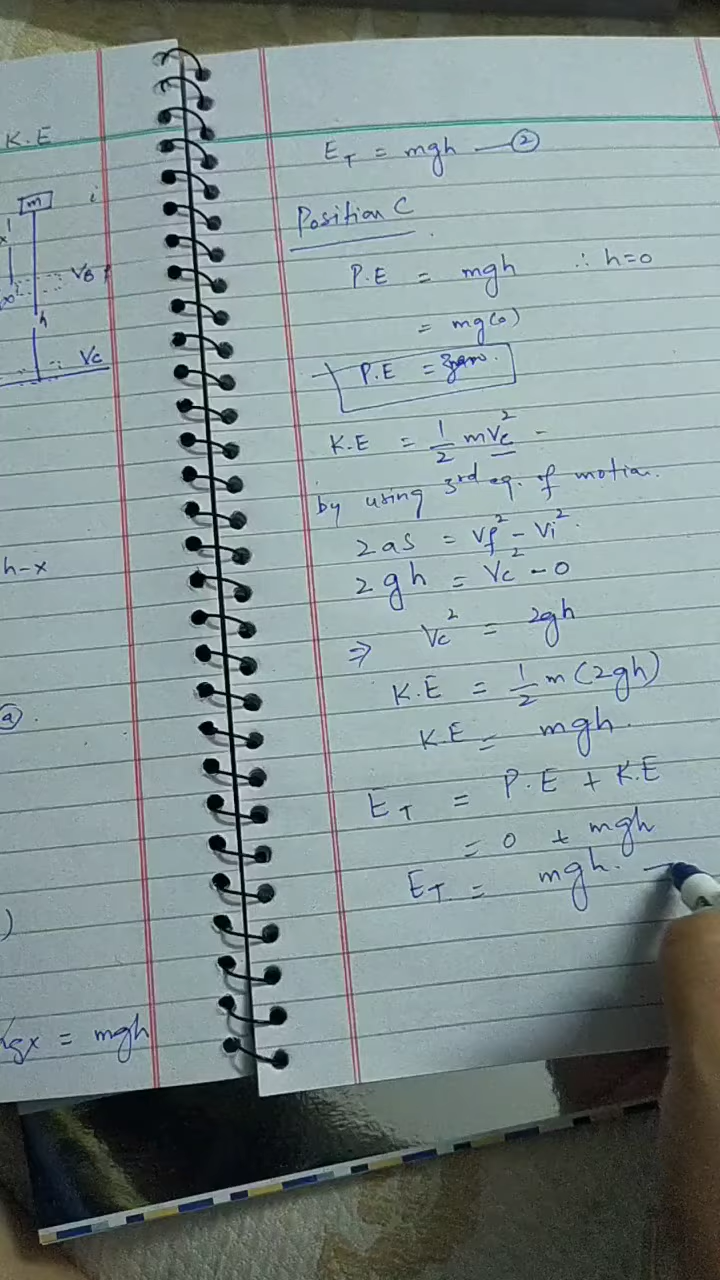 K.E
m
VB
h
Vc
h-x
a
)
gx = mgh
ET = mgh — 2
Position C
P.E = mgh ∴ h=0
= mg(0)
P.E = Zero.
K.E = 1/2 mVc²
by using 3rd eq. of motion.
2as = Vf² - Vi².
2gh = Vc² - 0
⇒ Vc² = 2gh
K.E = 1/2 m(2gh)
K.E = mgh.
ET = P.E + K.E
= 0 + mgh
ET = mgh. —